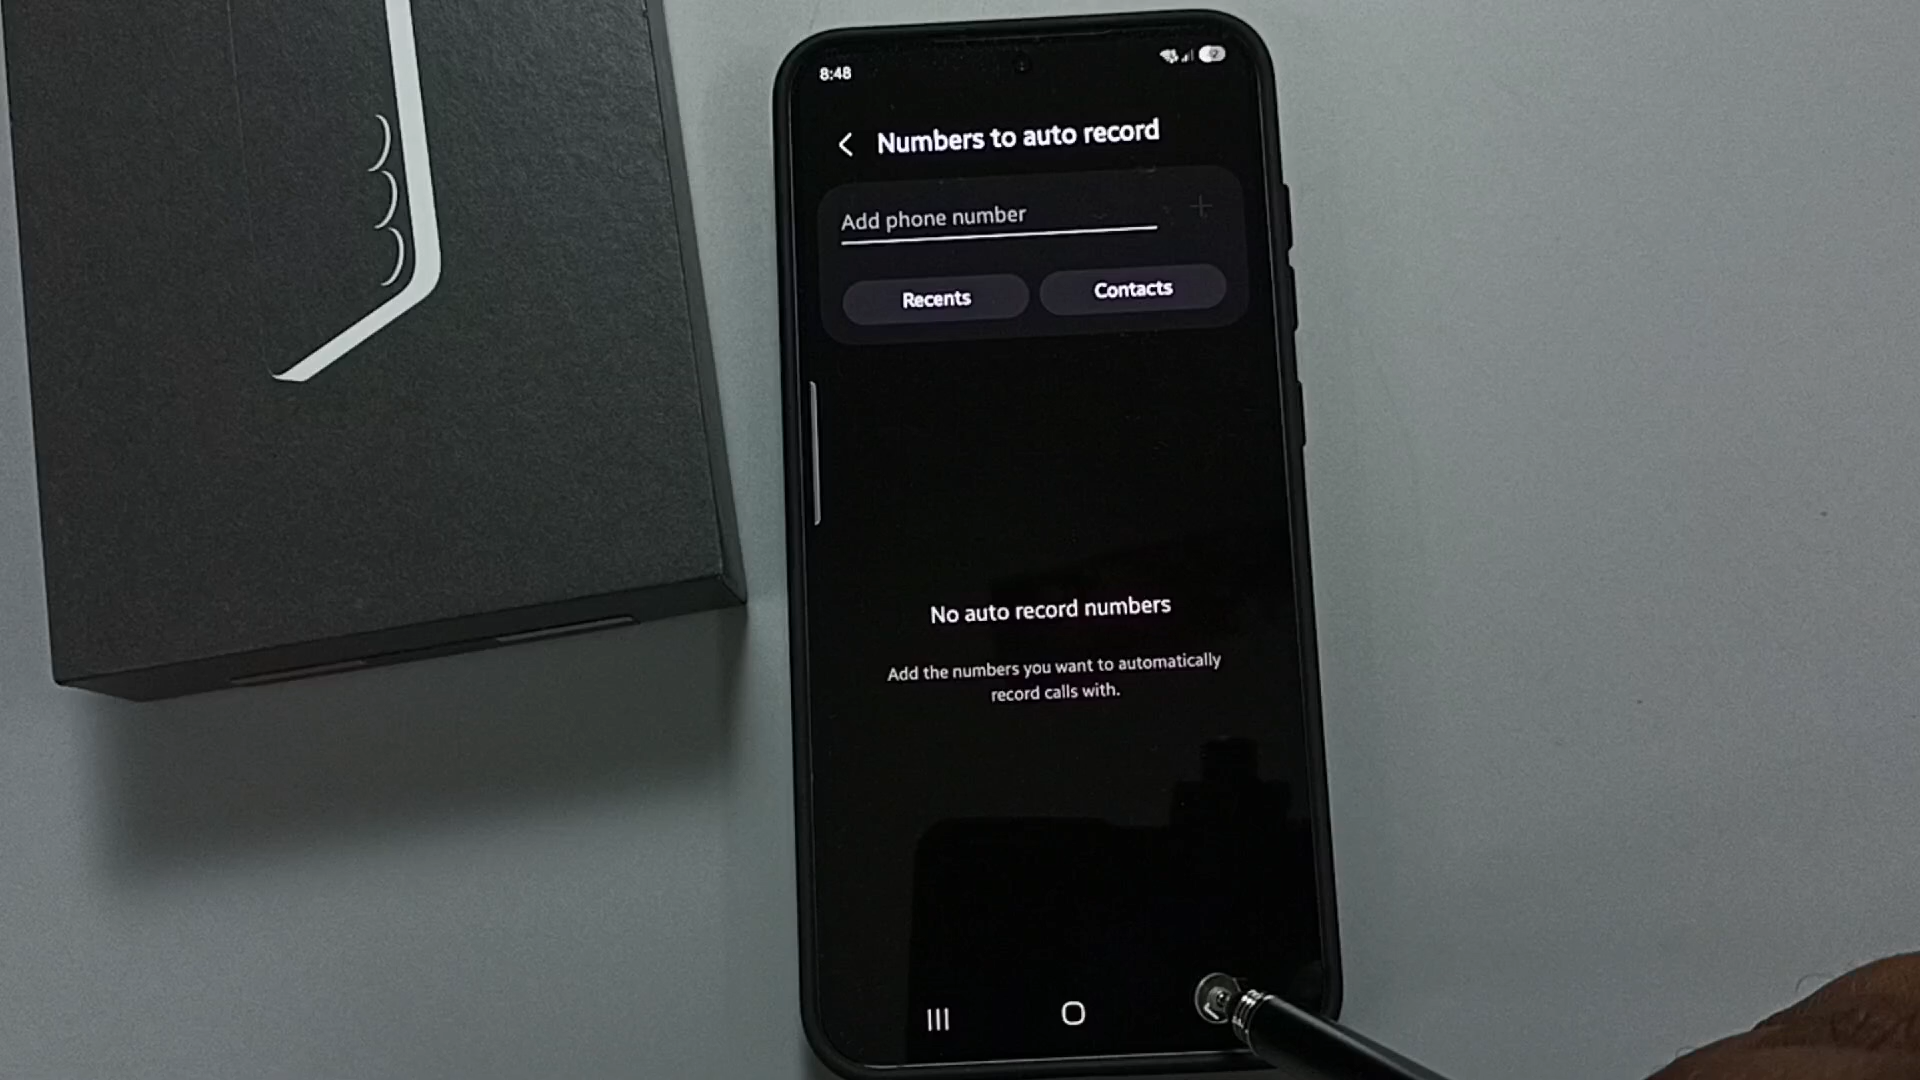 8:48
Numbers to auto record
Add phone number
Recents
Contacts
No auto record numbers
Add the numbers you want to automatically
record calls with.